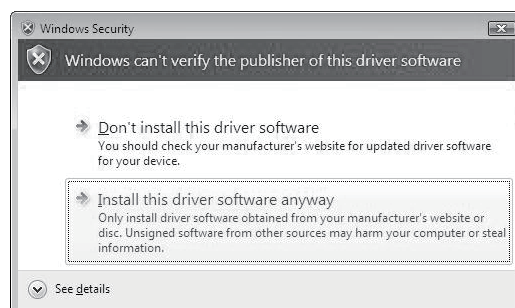 Windows Security
Windows can't verify the publisher of this driver software
Don't install this driver software
You should check your manufacturer's website for updated driver software
for your device.
Install this driver software anyway
Only install driver software obtained from your manufacturer's website or
disc. Unsigned software from other sources may harm your computer or steal
information.
See details